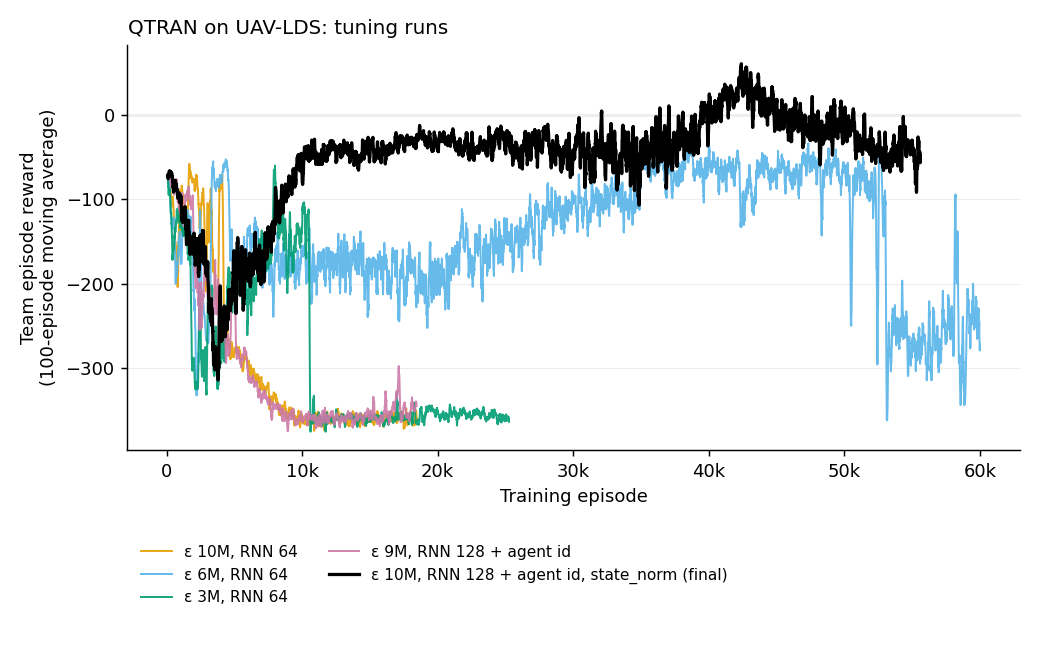 QTRAN on UAV-LDS: tuning runs
Team episode reward
(100-episode moving average)
0
−100
−200
−300
0
10k
20k
30k
40k
50k
60k
Training episode
ε 10M, RNN 64
ε 6M, RNN 64
ε 3M, RNN 64
ε 9M, RNN 128 + agent id
ε 10M, RNN 128 + agent id, state_norm (final)